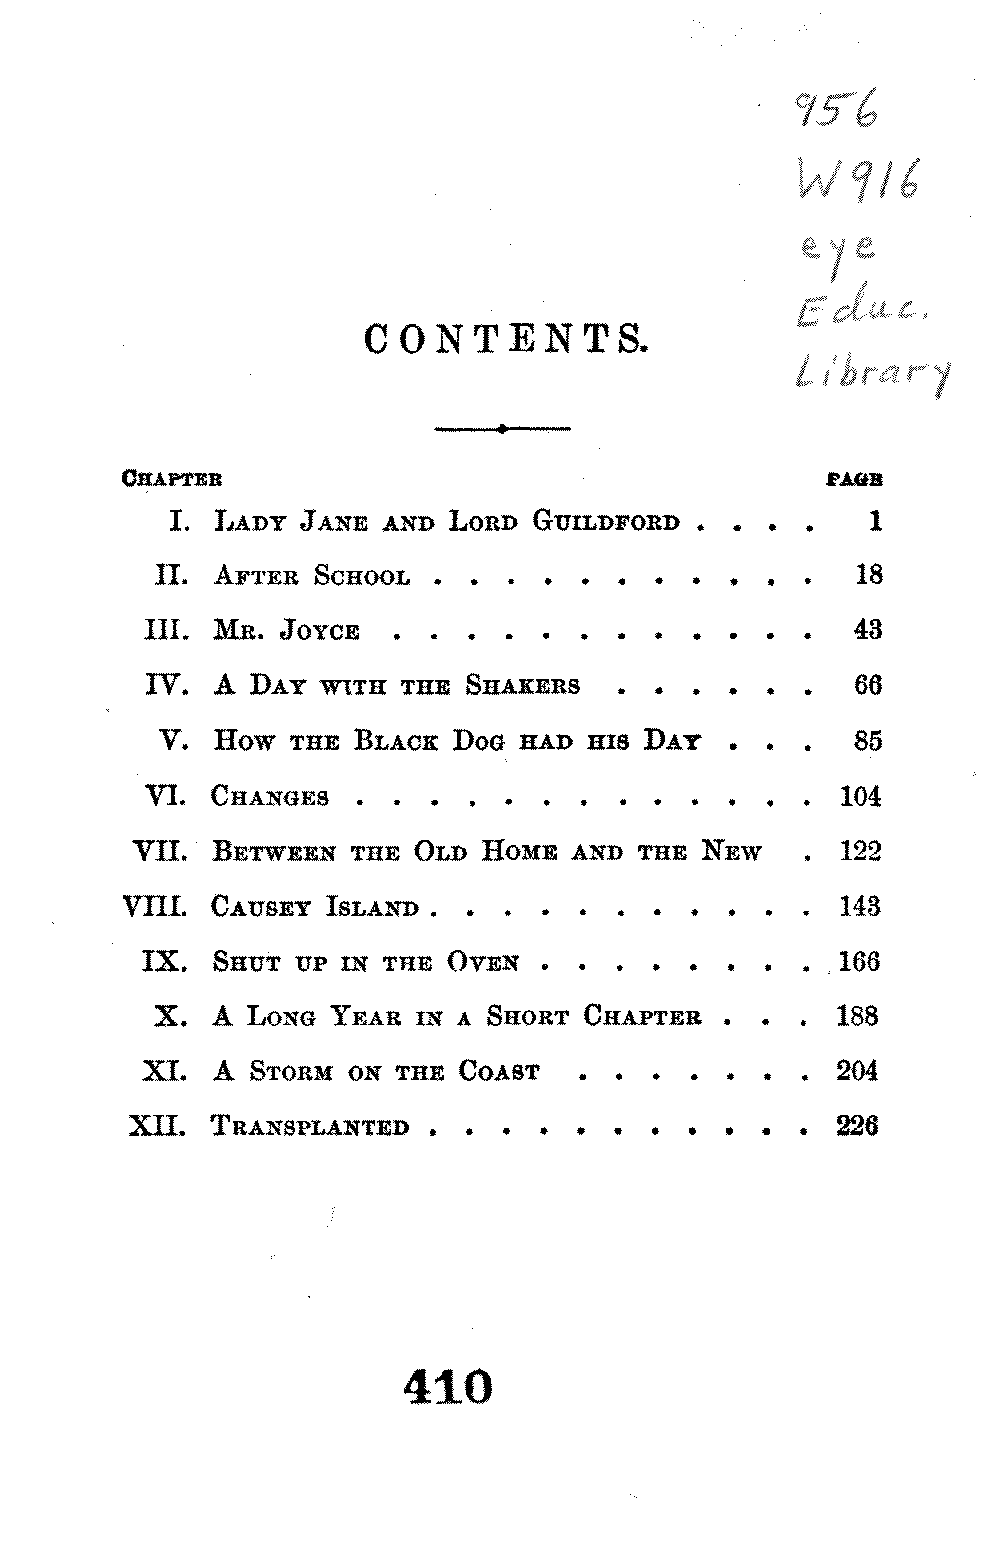 956
W916
eye
Educ.
Library
CONTENTS.
CHAPTER PAGE
I. LADY JANE AND LORD GUILDFORD . . . . 1
II. AFTER SCHOOL . . . . . . . . . . . 18
III. MR. JOYCE . . . . . . . . . . . . 43
IV. A DAY WITH THE SHAKERS . . . . . . 66
V. HOW THE BLACK DOG HAD HIS DAY . . . 85
VI. CHANGES . . . . . . . . . . . . . 104
VII. BETWEEN THE OLD HOME AND THE NEW . 122
VIII. CAUSEY ISLAND . . . . . . . . . . . 143
IX. SHUT UP IN THE OVEN . . . . . . . . 166
X. A LONG YEAR IN A SHORT CHAPTER . . . 188
XI. A STORM ON THE COAST . . . . . . . 204
XII. TRANSPLANTED . . . . . . . . . . . 226
410